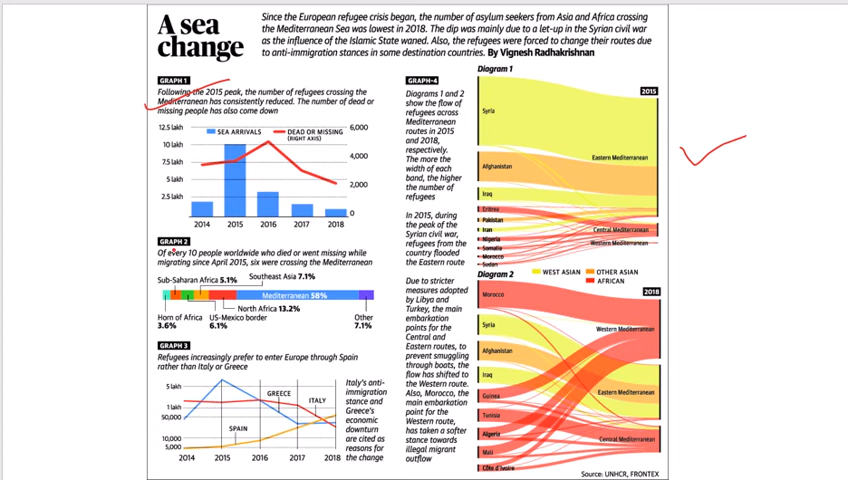 A sea
change
Since the European refugee crisis began, the number of asylum seekers from Asia and Africa crossing
the Mediterranean Sea was lowest in 2018. The dip was mainly due to a let-up in the Syrian civil war
as the influence of the Islamic State waned. Also, the refugees were forced to change their routes due
to anti-immigration stances in some destination countries. By Vignesh Radhakrishnan
GRAPH 1
Following the 2015 peak, the number of refugees crossing the
Mediterranean has consistently reduced. The number of dead or
missing people has also come down
12.5 lakh
SEA ARRIVALS
DEAD OR MISSING
(RIGHT AXIS)
6,000
10 lakh
7.5 lakh
4,000
5 lakh
2,000
2.5 lakh
0
2014 2015 2016 2017 2018
GRAPH 2
Of every 10 people worldwide who died or went missing while
migrating since April 2015, six were crossing the Mediterranean
Sub-Saharan Africa 5.1%
Southeast Asia 7.1%
Mediterranean 58%
North Africa 13.2%
Horn of Africa
3.6%
US-Mexico border
6.1%
Other
7.1%
GRAPH 3
Refugees increasingly prefer to enter Europe through Spain
rather than Italy or Greece
5 lakh
1 lakh
50,000
10,000
5,000
GREECE
ITALY
SPAIN
2014 2015 2016 2017 2018
Italy's anti-
immigration
stance and
Greece's
economic
downturn
are cited as
reasons for
the change
GRAPH-4
Diagrams 1 and 2
show the flow of
refugees across
Mediterranean
routes in 2015
and 2018,
respectively.
The more the
width of each
band, the higher
the number of
refugees
In 2015, during
the peak of the
Syrian civil war,
refugees from the
country flooded
the Eastern route
Due to stricter
measures adopted
by Libya and
Turkey, the main
embarkation
points for the
Central and
Eastern routes, to
prevent smuggling
through boats, the
flow has shifted to
the Western route.
Also, Morocco, the
main embarkation
point for the
Western route,
has taken a softer
stance towards
illegal migrant
outflow
Diagram 1
2015
Syria
Afghanistan
Iraq
Eritrea
Pakistan
Iran
Nigeria
Somalia
Morocco
Sudan
Eastern Mediterranean
Central Mediterranean
Western Mediterranean
WEST ASIAN
OTHER ASIAN
AFRICAN
Diagram 2
2018
Morocco
Syria
Afghanistan
Iraq
Guinea
Tunisia
Algeria
Mali
Côte d'Ivoire
Western Mediterranean
Eastern Mediterranean
Central Mediterranean
Source: UNHCR, FRONTEX